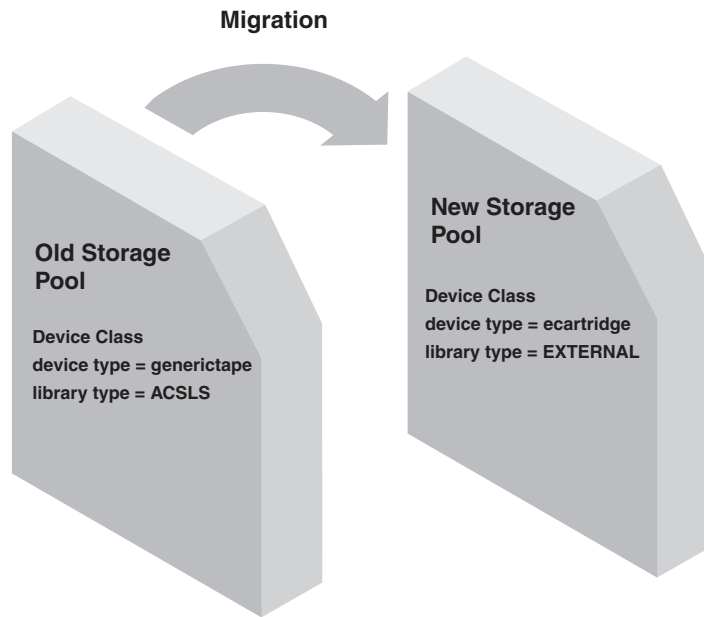 Migration
Old Storage
Pool
Device Class
device type = generictape
library type = ACSLS
New Storage
Pool
Device Class
device type = ecartridge
library type = EXTERNAL